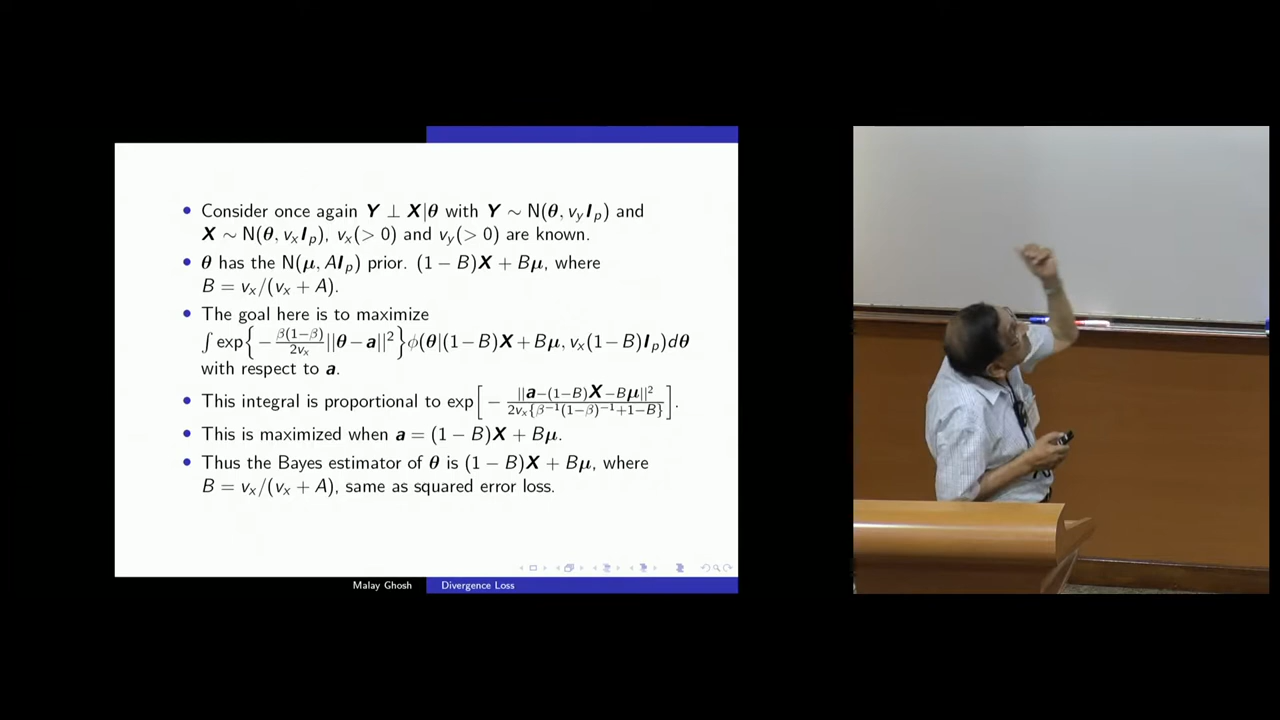 • Consider once again Y ⊥ X|θ with Y ∼ N(θ, v_y I_p) and
X ∼ N(θ, v_x I_p), v_x(> 0) and v_y(> 0) are known.
• θ has the N(μ, AI_p) prior. (1 − B)X + Bμ, where
B = v_x/(v_x + A).
• The goal here is to maximize
∫ exp{−\frac{β(1−β)}{2v_x}||θ−a||²}φ(θ|(1−B)X+Bμ, v_x(1−B)I_p)dθ
with respect to a.
• This integral is proportional to exp[−\frac{||a−(1−B)X−Bμ||²}{2v_x{β^{−1}(1−β)^{−1}+1−B}}].
• This is maximized when a = (1 − B)X + Bμ.
• Thus the Bayes estimator of θ is (1 − B)X + Bμ, where
B = v_x/(v_x + A), same as squared error loss.
Malay Ghosh Divergence Loss